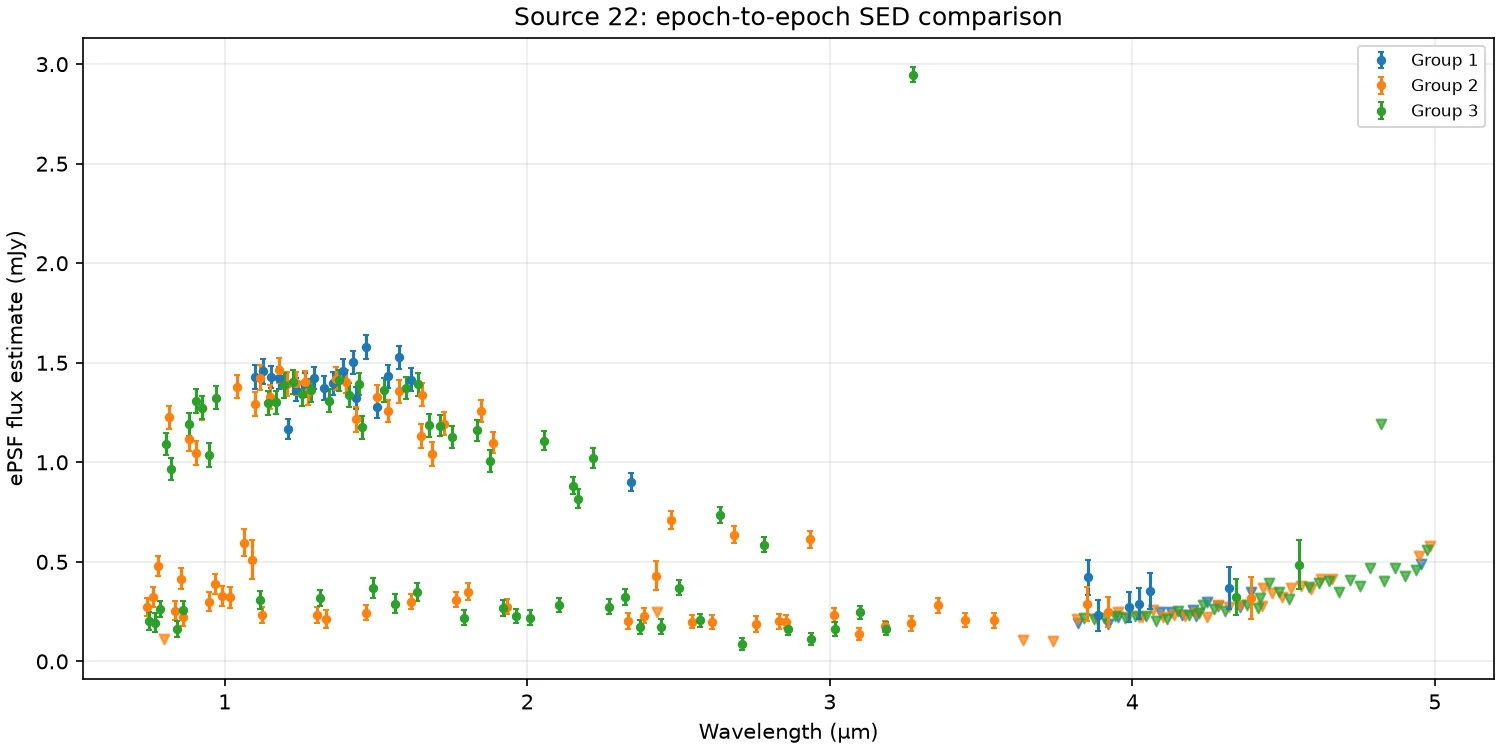 Source 22: epoch-to-epoch SED comparison
ePSF flux estimate (mJy)
3.0
2.5
2.0
1.5
1.0
0.5
0.0
Group 1
Group 2
Group 3
1 2 3 4 5
Wavelength (μm)